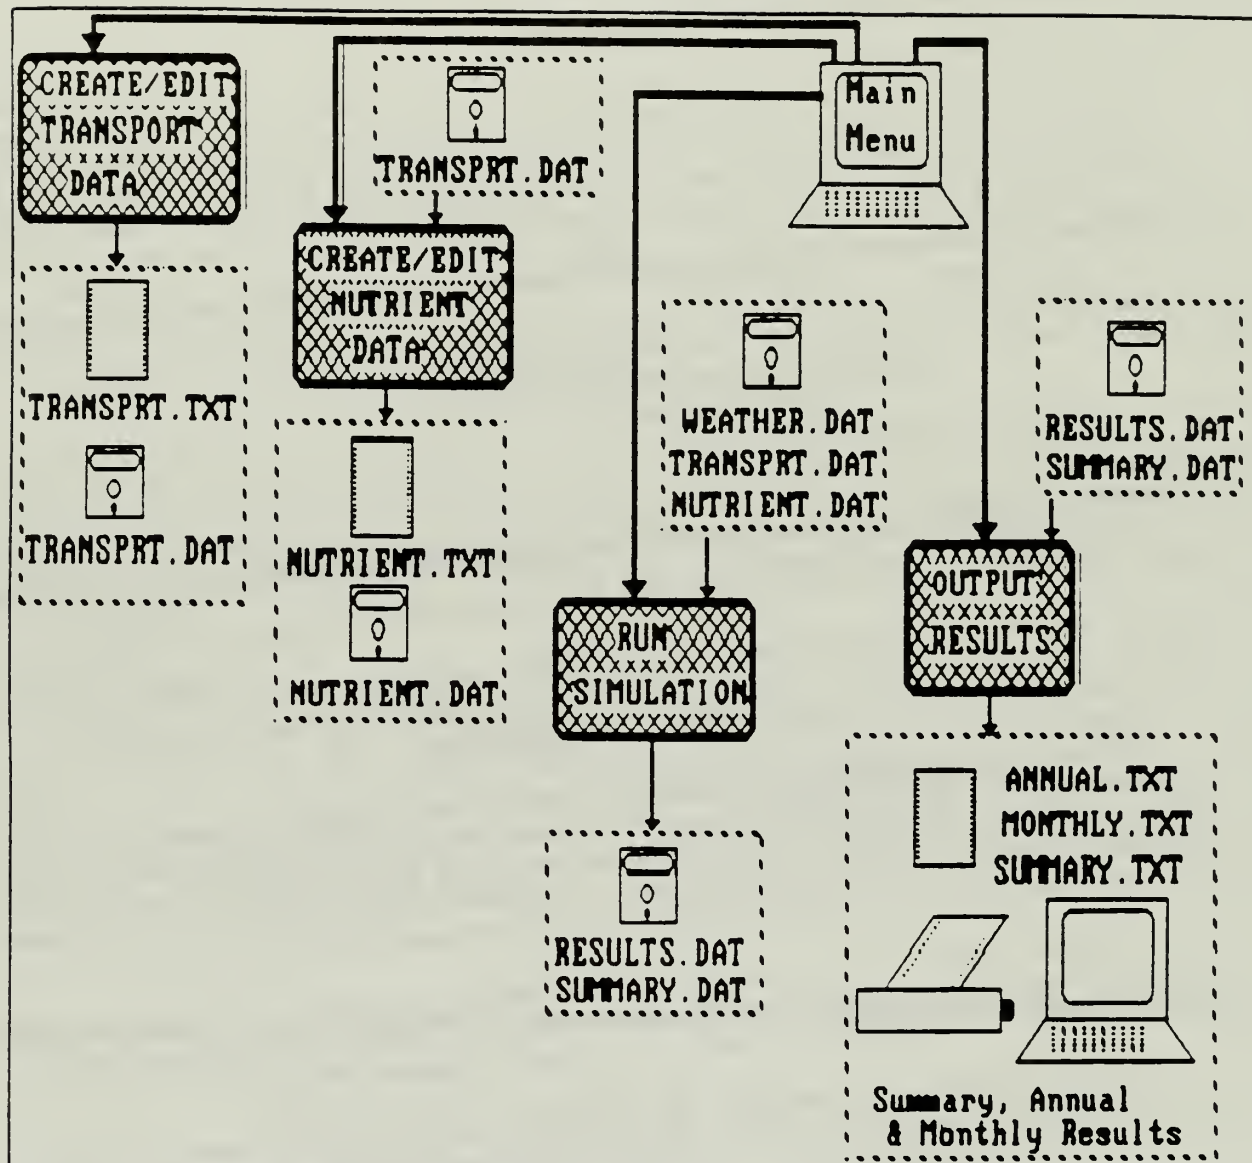 Main
Menu
CREATE/EDIT
TRANSPORT
DATA
TRANSPRT.TXT
TRANSPRT.DAT
TRANSPRT.DAT
CREATE/EDIT
NUTRIENT
DATA
NUTRIENT.TXT
NUTRIENT.DAT
WEATHER.DAT
TRANSPRT.DAT
NUTRIENT.DAT
RUN
SIMULATION
RESULTS.DAT
SUMMARY.DAT
RESULTS.DAT
SUMMARY.DAT
OUTPUT
RESULTS
ANNUAL.TXT
MONTHLY.TXT
SUMMARY.TXT
Summary, Annual
& Monthly Results